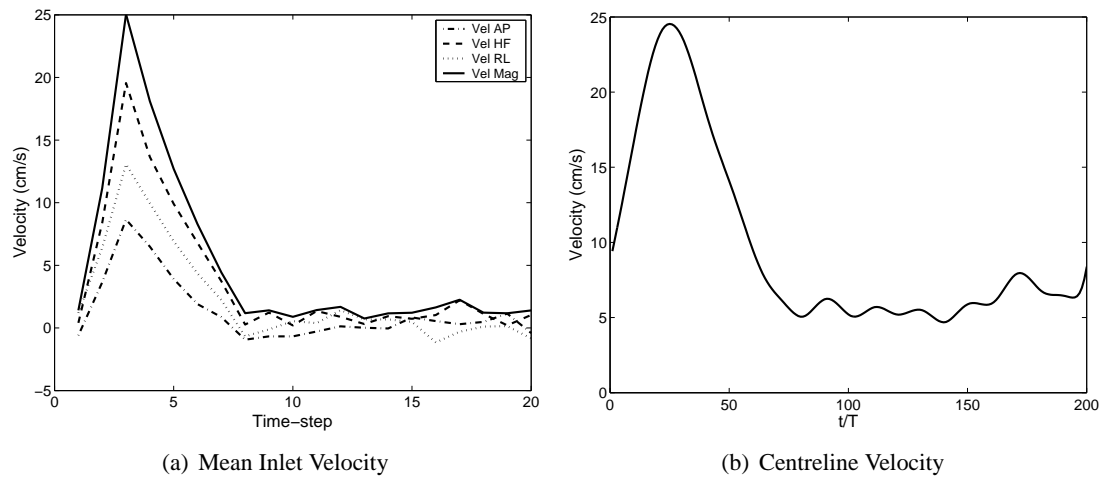 25
20
15
10
5
0
−5
Velocity (cm/s)
0 5 10 15 20
Time−step
Vel AP
Vel HF
Vel RL
Vel Mag
(a) Mean Inlet Velocity
25
20
15
10
5
0
Velocity (cm/s)
0 50 100 150 200
t/T
(b) Centreline Velocity